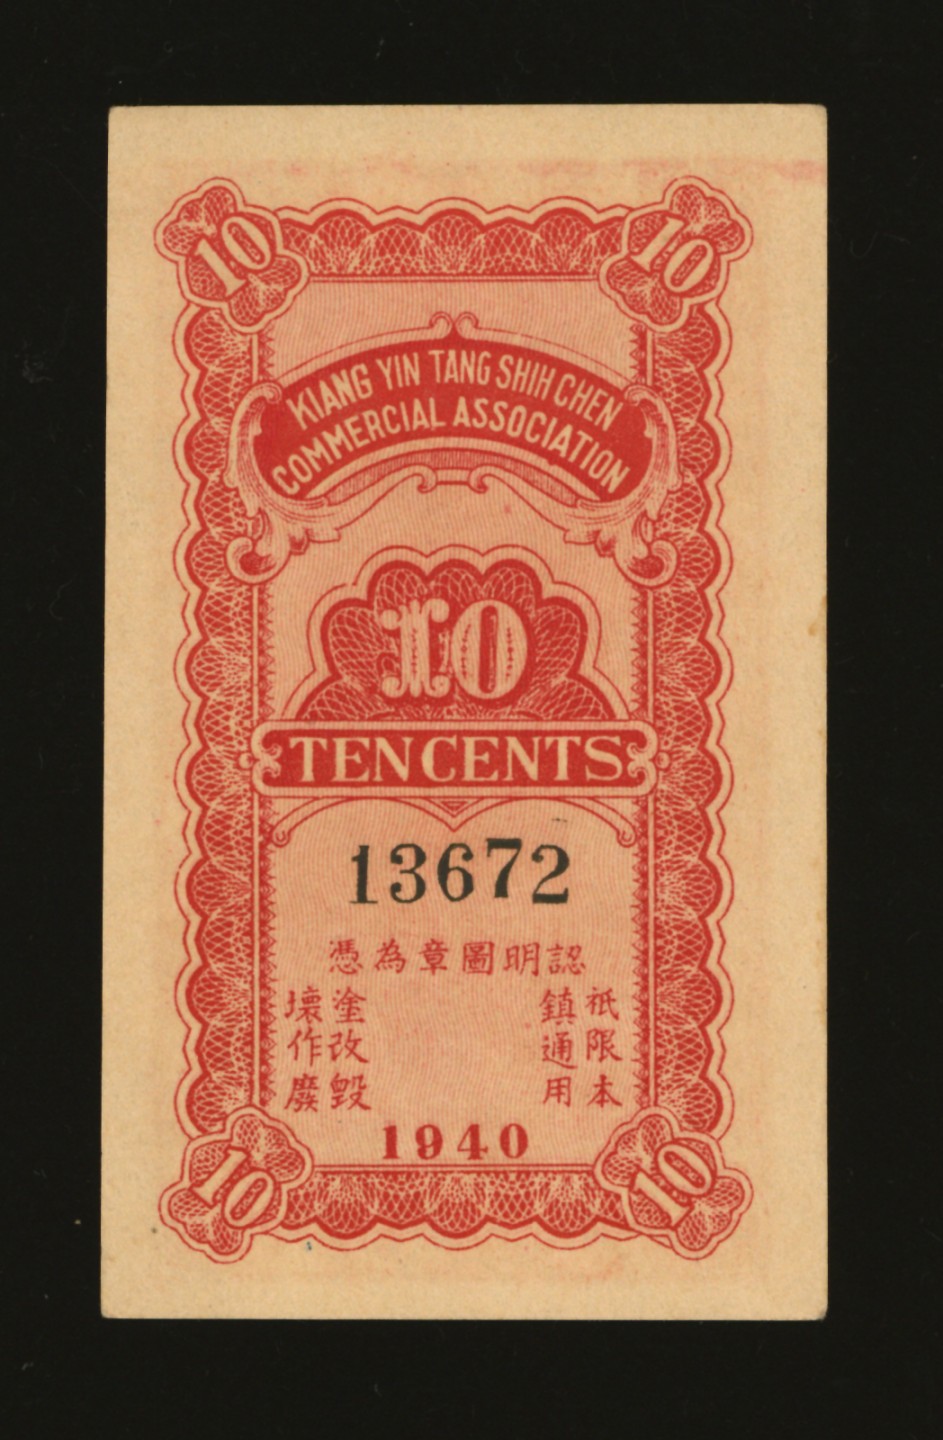 10
10
KIANG YIN TANG SHIH CHEN
COMMERCIAL ASSOCIATION
10
TEN CENTS
13672
認明圖章為憑
祇限本
鎮通用
塗改毀
壞作廢
1940
10
10